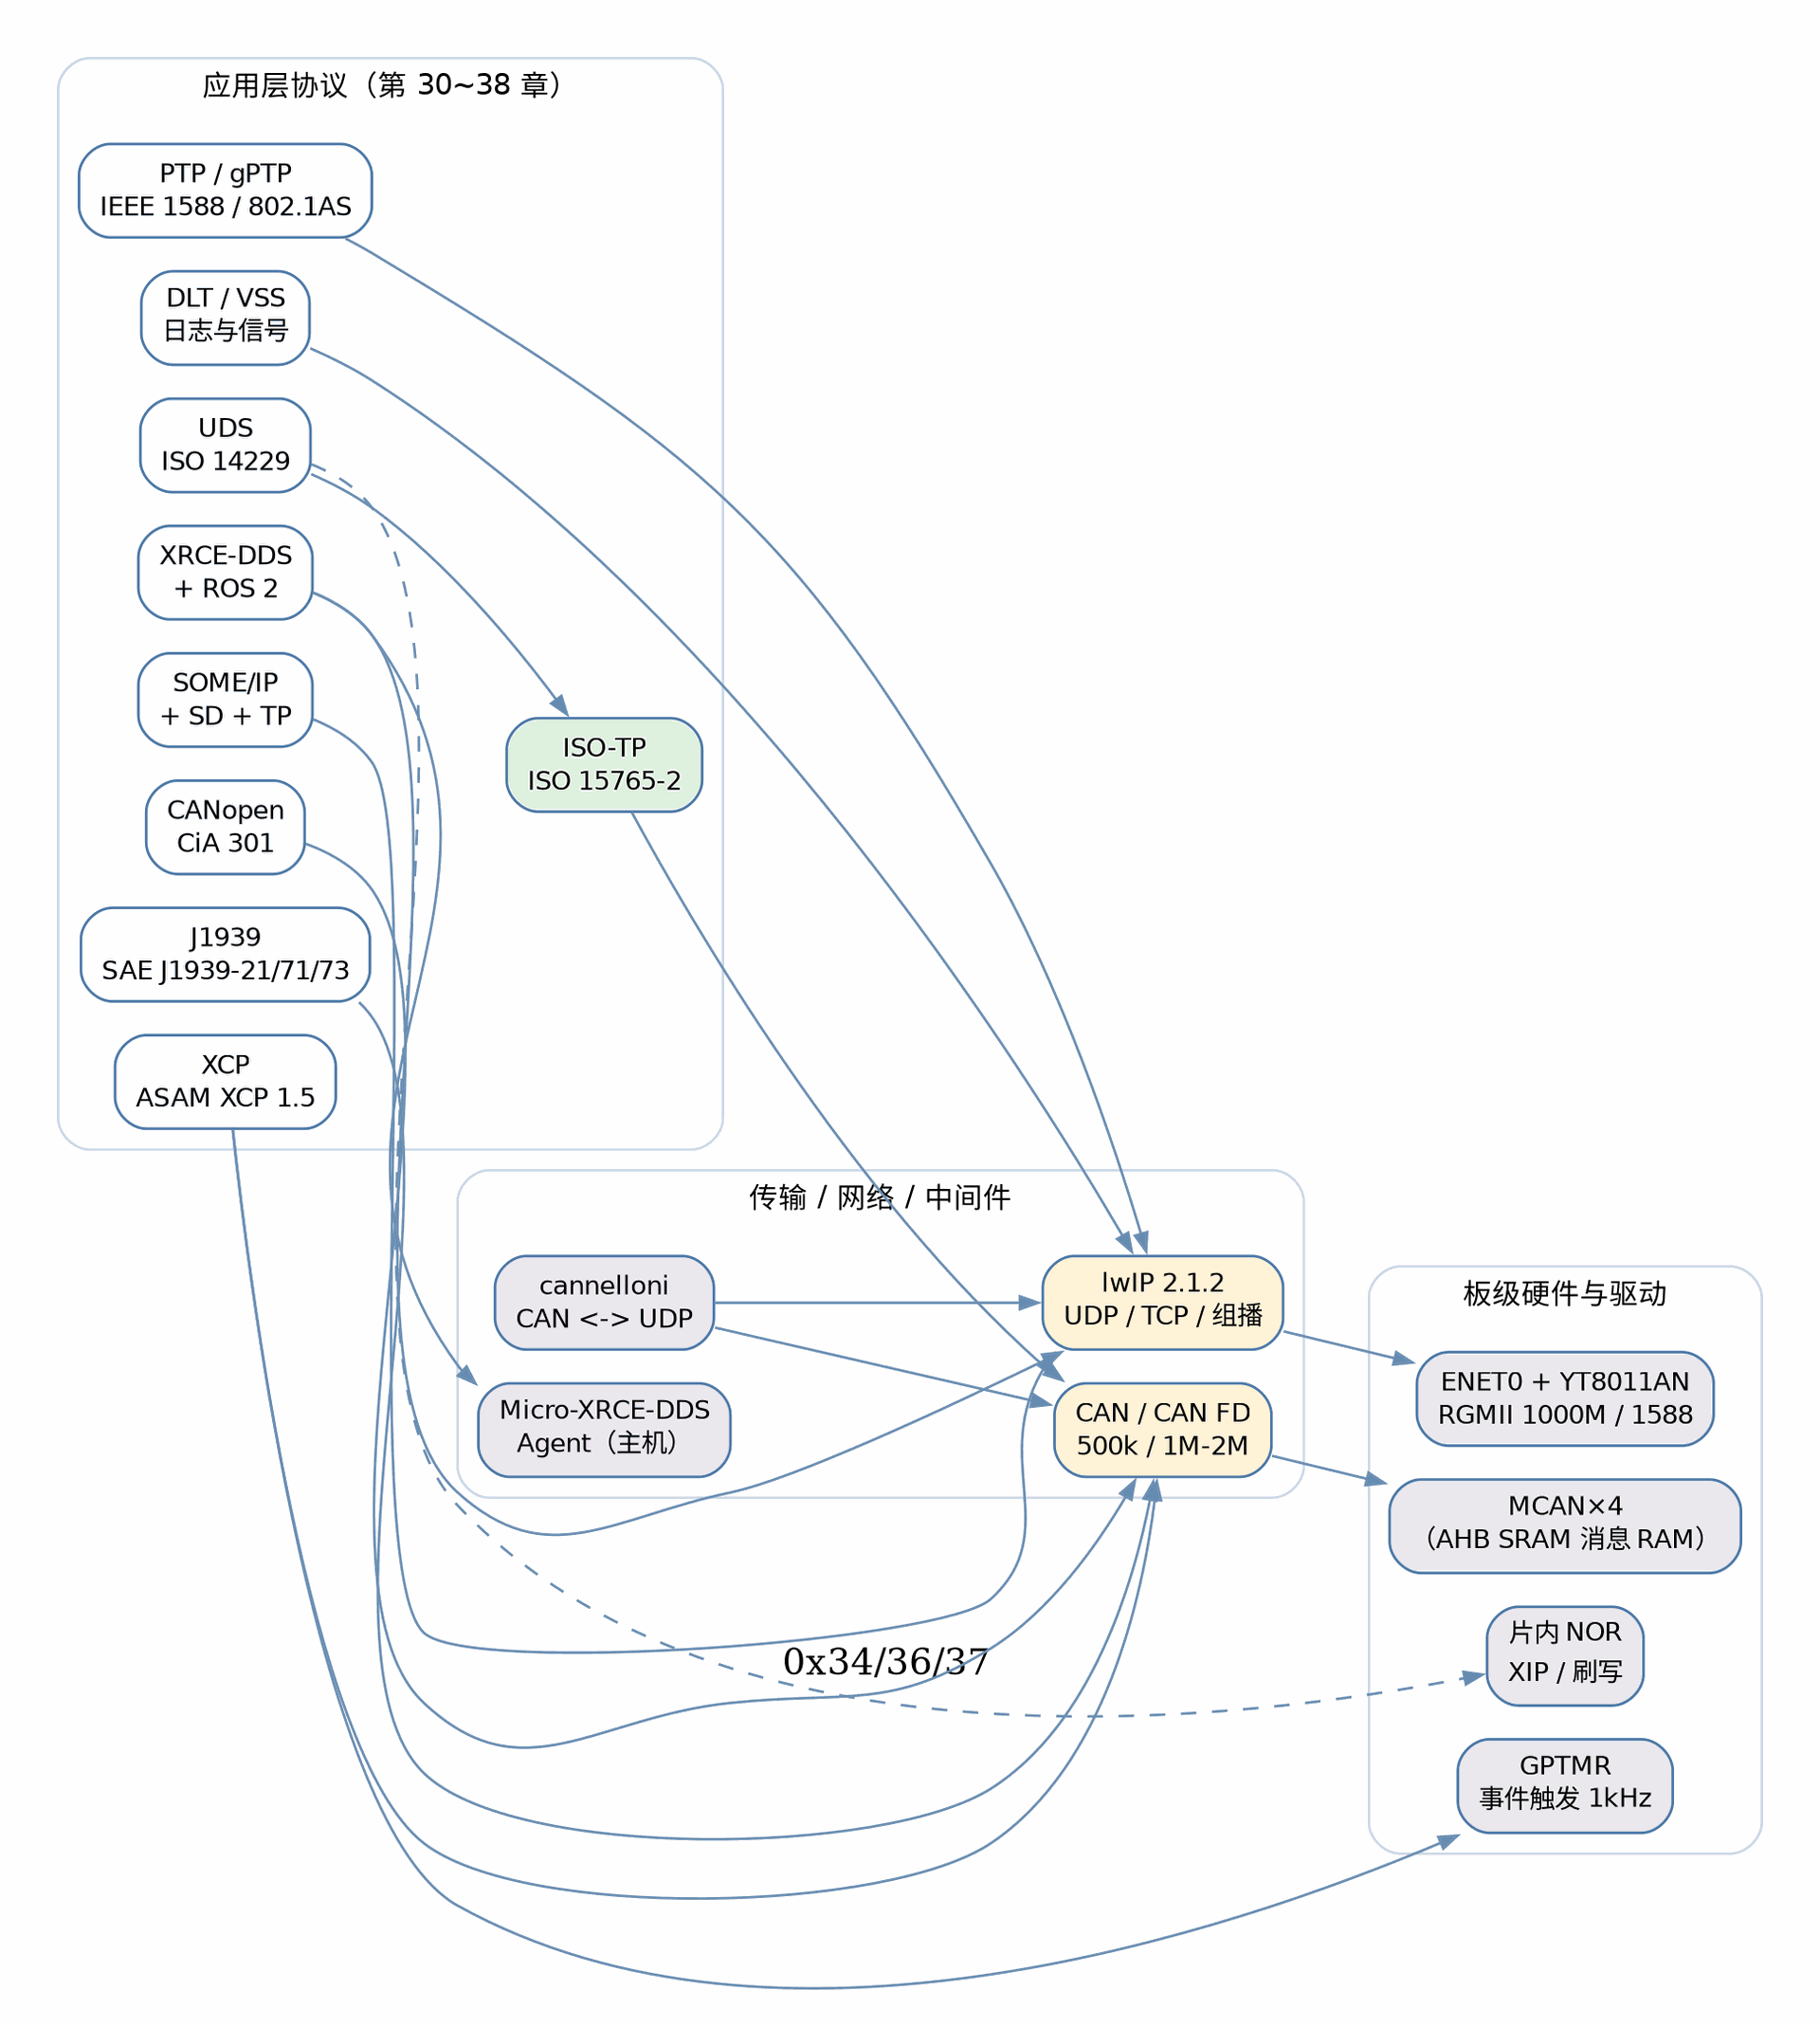 应用层协议（第 30~38 章）
PTP / gPTP
IEEE 1588 / 802.1AS
DLT / VSS
日志与信号
UDS
ISO 14229
XRCE-DDS
+ ROS 2
SOME/IP
+ SD + TP
ISO-TP
ISO 15765-2
CANopen
CiA 301
J1939
SAE J1939-21/71/73
XCP
ASAM XCP 1.5
传输 / 网络 / 中间件
cannelloni
CAN <-> UDP
lwIP 2.1.2
UDP / TCP / 组播
Micro-XRCE-DDS
Agent（主机）
CAN / CAN FD
500k / 1M-2M
板级硬件与驱动
ENET0 + YT8011AN
RGMII 1000M / 1588
MCAN×4
（AHB SRAM 消息 RAM）
片内 NOR
XIP / 刷写
0x34/36/37
GPTMR
事件触发 1kHz